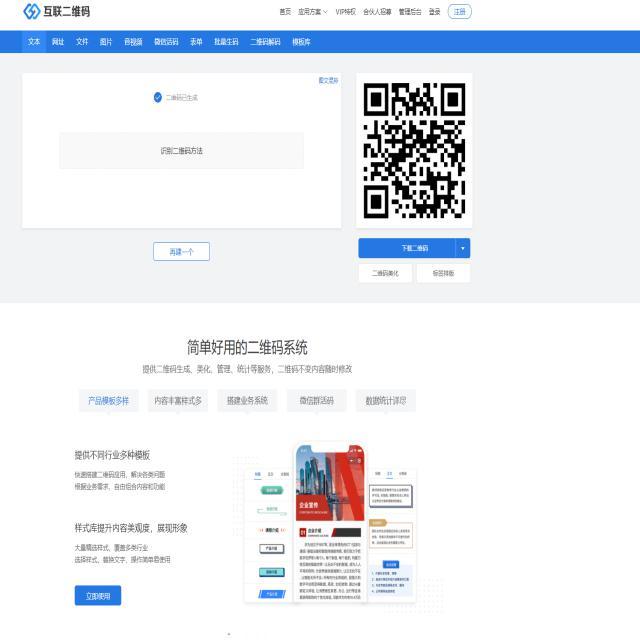 互联二维码
首页 应用方案 VIP特权 合伙人招募 管理后台 登录 注册
文本 网址 文件 图片 音视频 微信活码 表单 批量生码 二维码解码 模板库
图文混排
二维码已生成
识别二维码方法
再建一个
下载二维码
二维码美化 标签排版
简单好用的二维码系统
提供二维码生成、美化、管理、统计等服务，二维码不变内容随时修改
产品模板多样 内容丰富样式多 搭建业务系统 微信群活码 数据统计详尽
提供不同行业多种模板
快速搭建二维码应用，解决各类问题
根据业务需求，自由组合内容和功能
样式库提升内容美观度，展现形象
大量精选样式，覆盖多类行业
选择样式、替换文字、操作简单易使用
立即使用
企业宣传
01 企业介绍